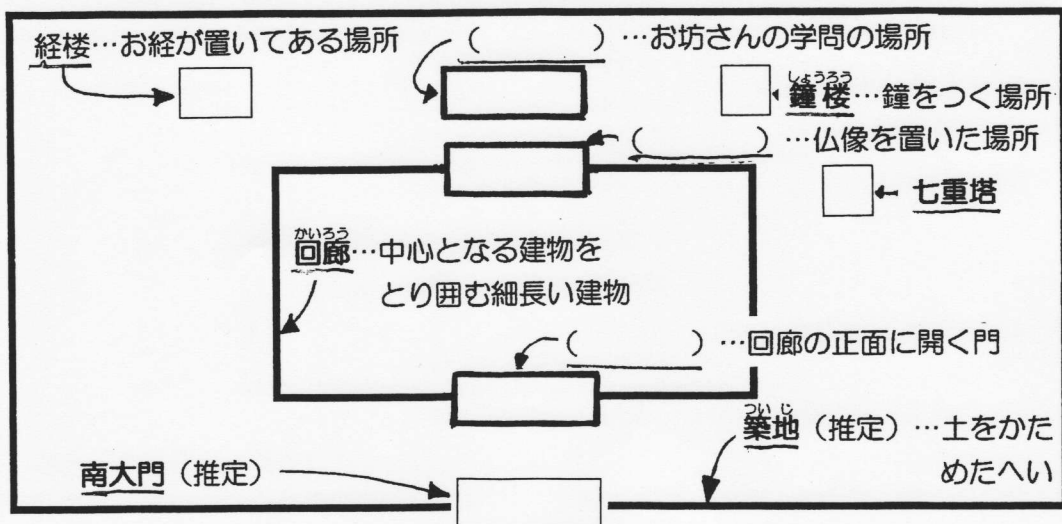 経楼…お経が置いてある場所
( )…お坊さんの学問の場所
しょうろう
鐘楼…鐘をつく場所
( )…仏像を置いた場所
七重塔
かいろう
回廊…中心となる建物を
とり囲む細長い建物
( )…回廊の正面に開く門
ついじ
築地(推定)…土をかた
めたへい
南大門(推定)